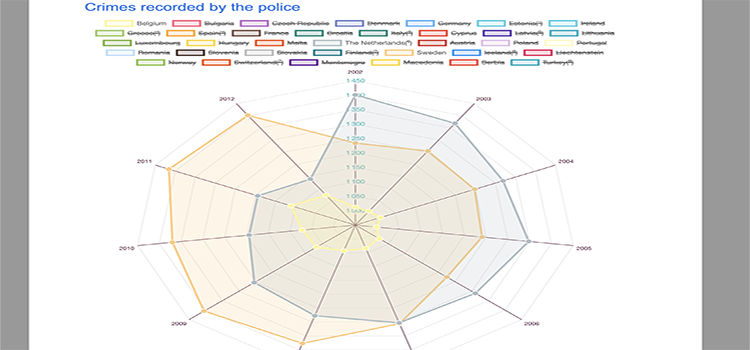 Crimes recorded by the police
Belgium Bulgaria Czech Republic Denmark Germany Estonia(¹) Ireland
Greece(¹) Spain(¹) France Croatia Italy(¹) Cyprus Latvia(¹) Lithuania
Luxembourg Hungary Malta The Netherlands(¹) Austria Poland Portugal
Romania Slovenia Slovakia Finland(¹) Sweden Iceland(¹) Liechtenstein
Norway Switzerland(¹) Montenegro Macedonia Serbia Turkey(¹)
2002
1 450
2012 2003
1 350
1 300
1 250
1 200
2011 1 150 2004
1 100
1 050
2010 2005
2009 2006